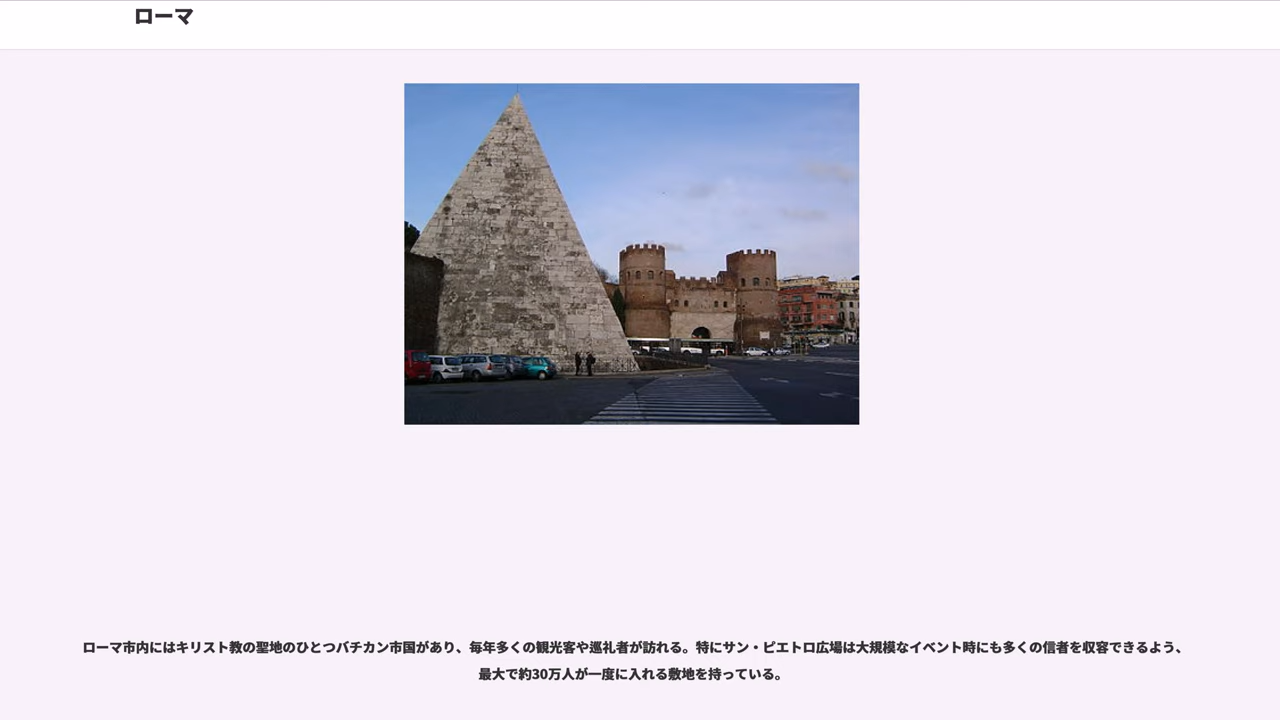 ローマ
ローマ市内にはキリスト教の聖地のひとつバチカン市国があり、毎年多くの観光客や巡礼者が訪れる。特にサン・ピエトロ広場は大規模なイベント時にも多くの信者を収容できるよう、
最大で約30万人が一度に入れる敷地を持っている。